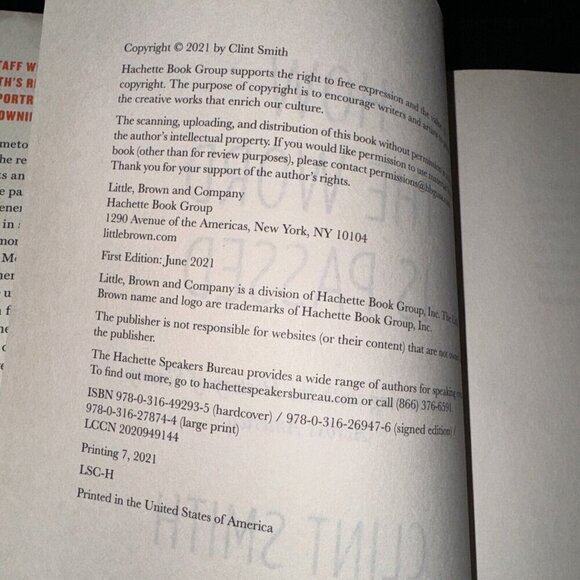 TAFF W
TH'S R
PORTR
OWNI
Copyright © 2021 by Clint Smith
Hachette Book Group supports the right to free expression and the value
copyright. The purpose of copyright is to encourage writers and
the creative works that enrich our culture.
The scanning, uploading, and distribution of this book without permission
the author's intellectual property. If you would like permission to use
book (other than for review purposes), please contact
Thank you for your support of the author's rights.
Little, Brown and Company
Hachette Book Group
1290 Avenue of the Americas, New York, NY 10104
littlebrown.com
First Edition: June 2021
Little, Brown and Company is a division of Hachette Book Group, Inc. The
Brown name and logo are trademarks of Hachette Book Group, Inc.
The publisher is not responsible for websites (or their content) that are not
the publisher.
The Hachette Speakers Bureau provides a wide range of authors for speaking
To find out more, go to hachettespeakersbureau.com or call (866) 376-6591.
ISBN 978-0-316-49293-5 (hardcover) / 978-0-316-26947-6 (signed edition) /
978-0-316-27874-4 (large print)
LCCN 2020949144
Printing 7, 2021
LSC-H
Printed in the United States of America